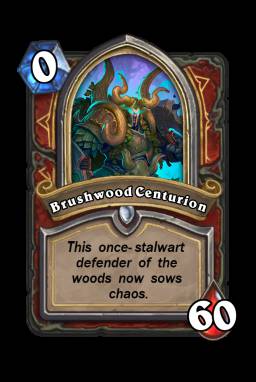 0
Brushwood Centurion
This once-stalwart
defender of the
woods now sows
chaos.
60